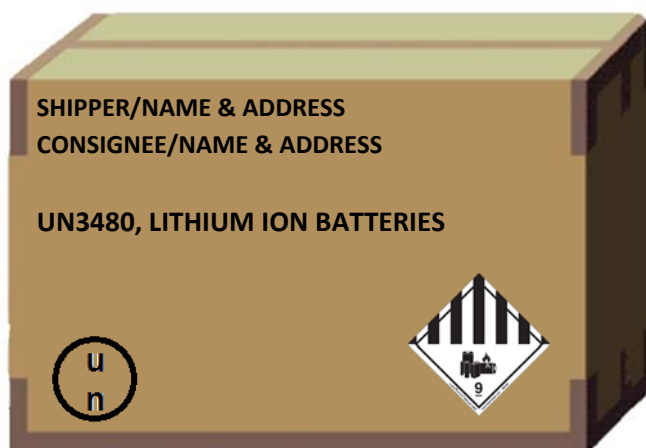 SHIPPER/NAME & ADDRESS
CONSIGNEE/NAME & ADDRESS
UN3480, LITHIUM ION BATTERIES
u
n
9